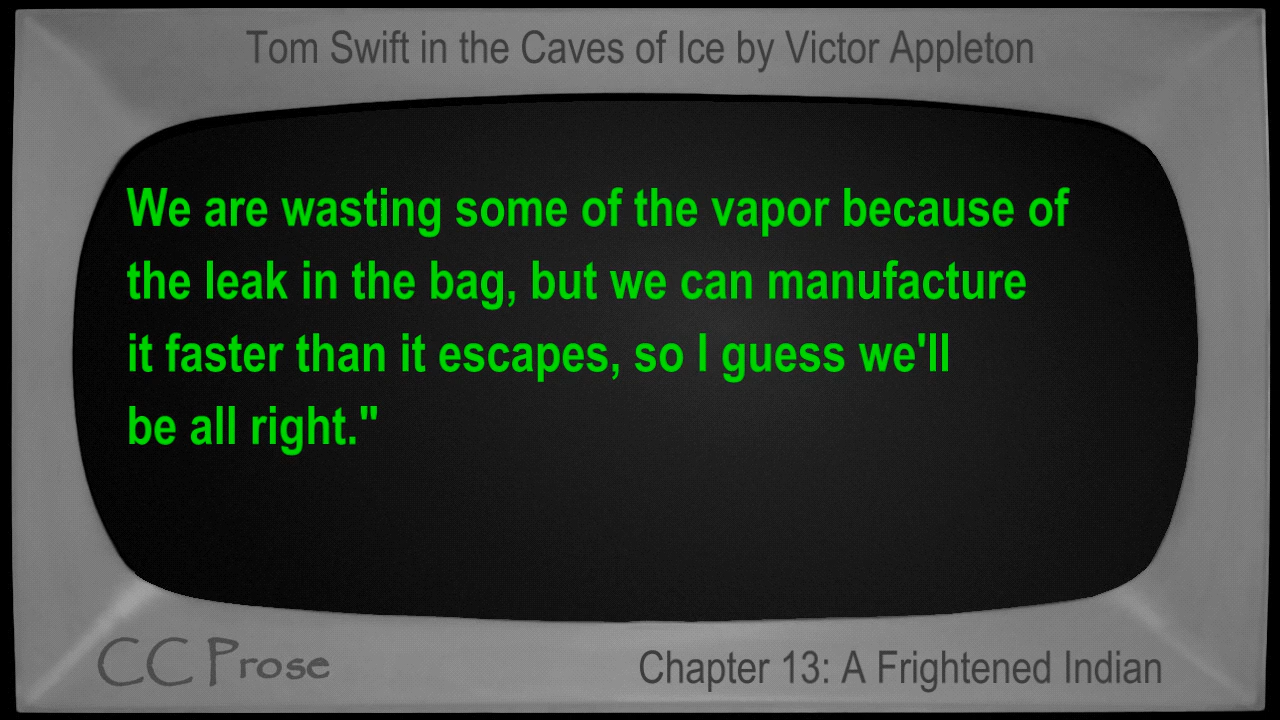 Tom Swift in the Caves of Ice by Victor Appleton
We are wasting some of the vapor because of
the leak in the bag, but we can manufacture
it faster than it escapes, so I guess we'll
be all right."
CC Prose
Chapter 13: A Frightened Indian